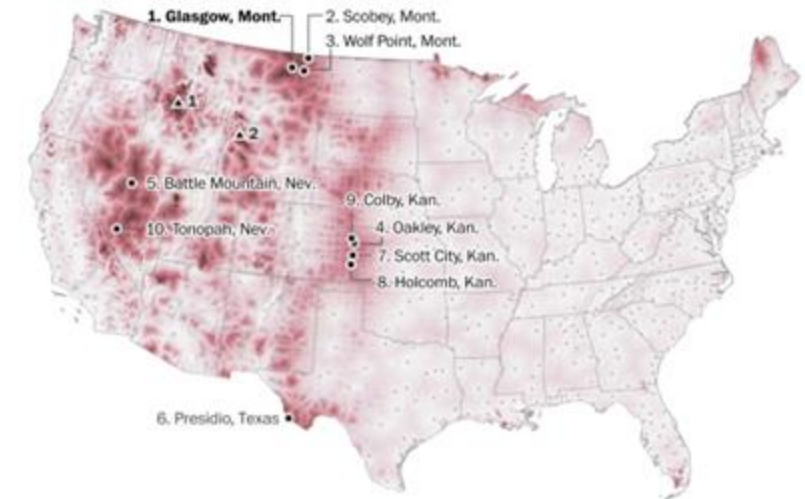 1. Glasgow, Mont.
2. Scobey, Mont.
3. Wolf Point, Mont.
1
2
5. Battle Mountain, Nev.
9. Colby, Kan.
10. Tonopah, Nev.
4. Oakley, Kan.
7. Scott City, Kan.
8. Holcomb, Kan.
6. Presidio, Texas